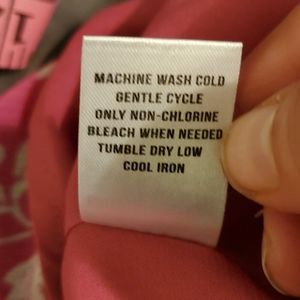 MACHINE WASH COLD
GENTLE CYCLE
ONLY NON-CHLORINE
BLEACH WHEN NEEDED
TUMBLE DRY LOW
COOL IRON